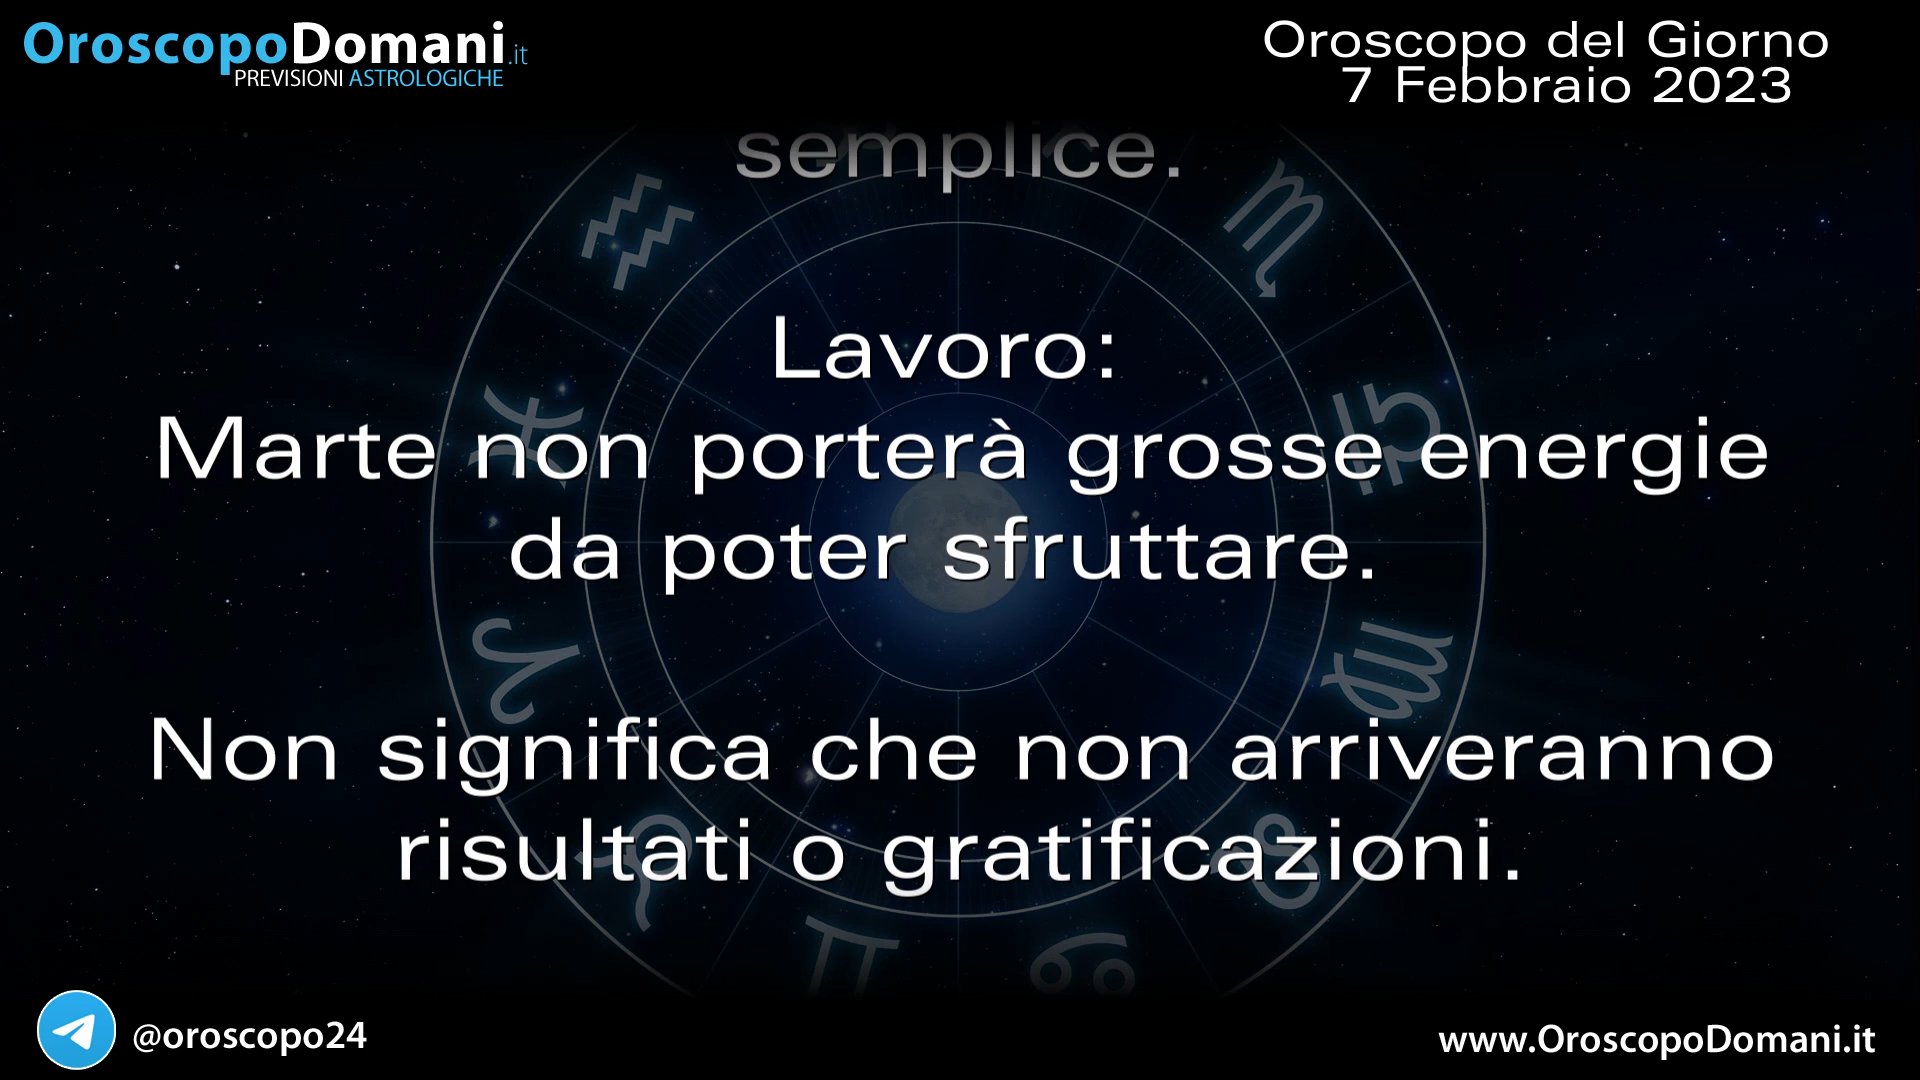 OroscopoDomani.it
PREVISIONI ASTROLOGICHE
Oroscopo del Giorno
7 Febbraio 2023
semplice.
Lavoro:
Marte non porterà grosse energie
da poter sfruttare.
Non significa che non arriveranno
risultati o gratificazioni.
@oroscopo24
www.OroscopoDomani.it